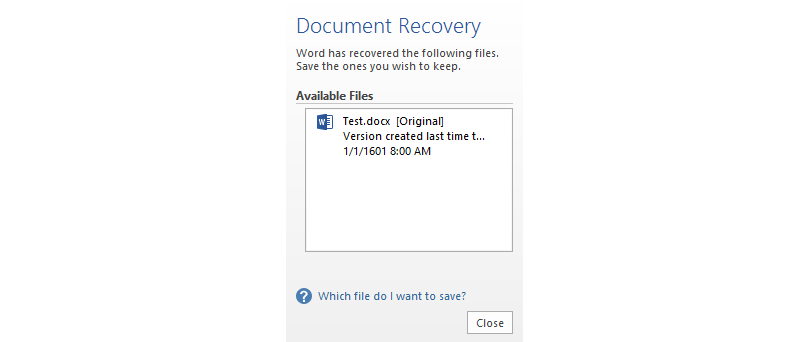 Document Recovery
Word has recovered the following files.
Save the ones you wish to keep.
Available Files
W
Test.docx [Original]
Version created last time t...
1/1/1601 8:00 AM
? Which file do I want to save?
Close